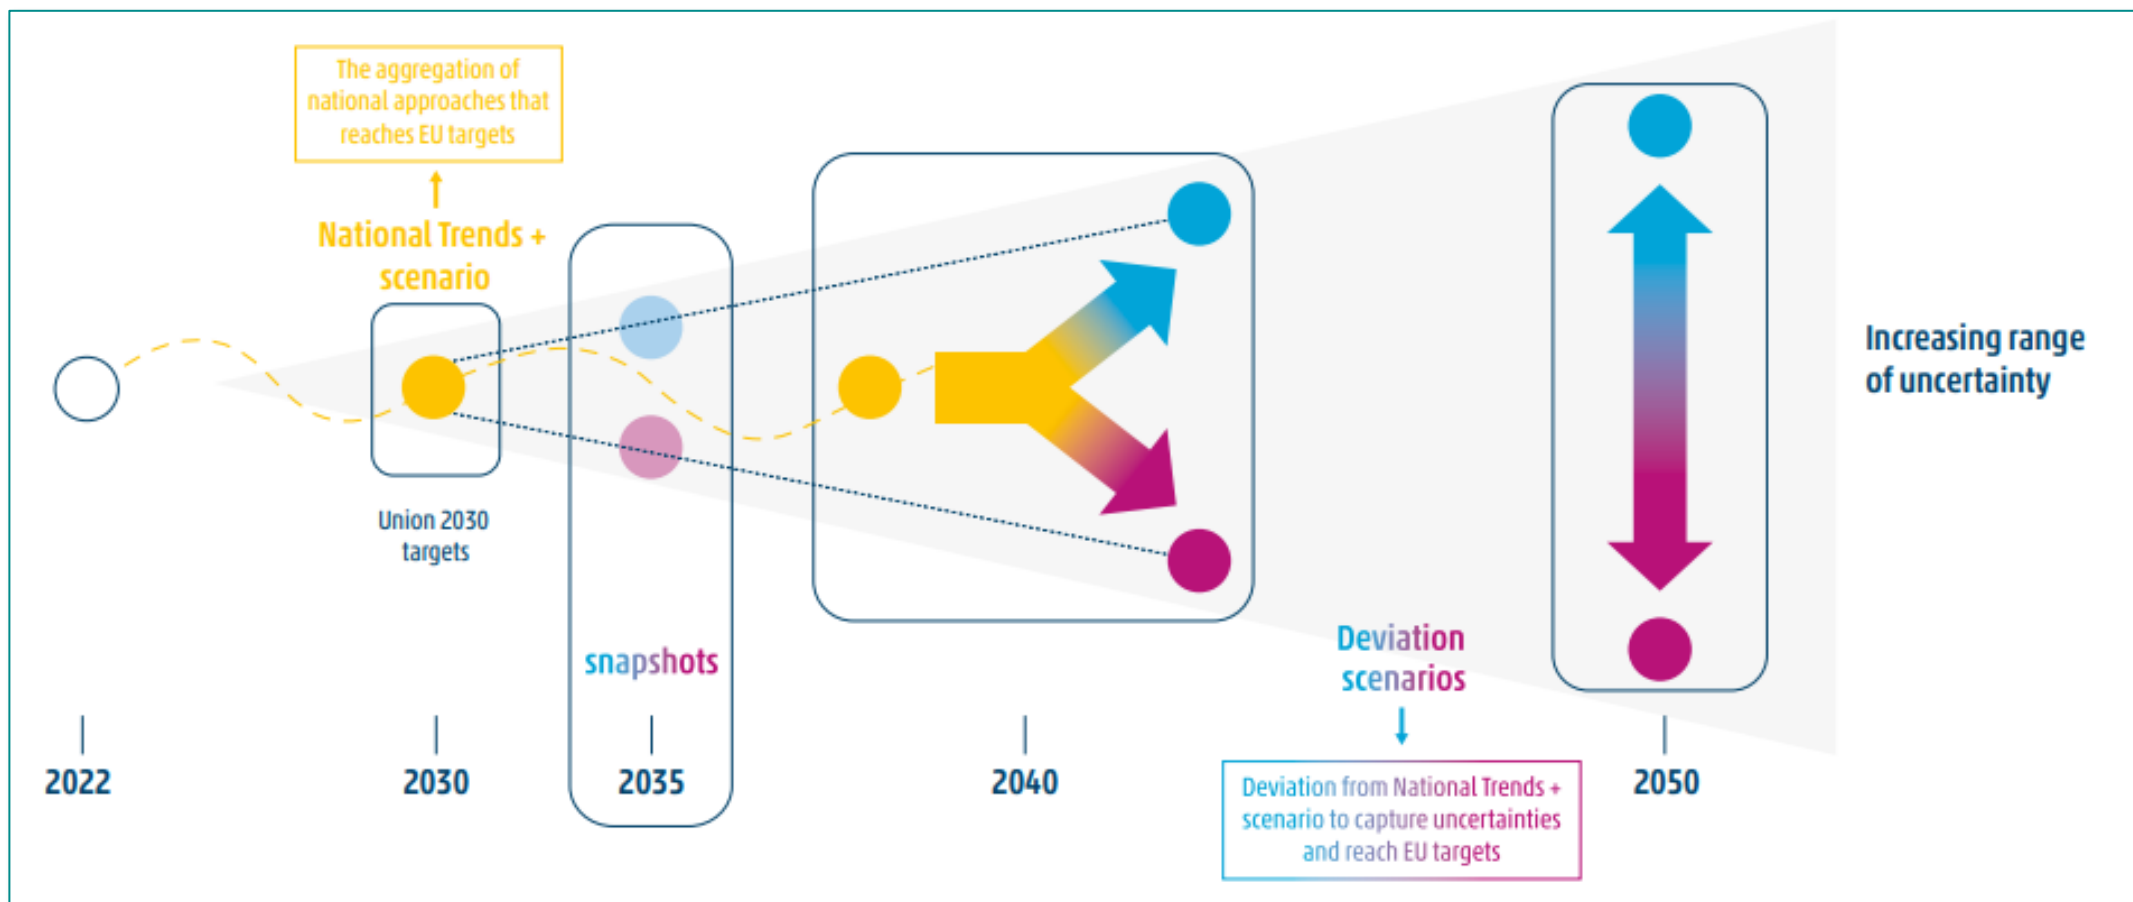 The aggregation of
national approaches that
reaches EU targets
National Trends +
scenario
Union 2030
targets
snapshots
Increasing range
of uncertainty
Deviation
scenarios
Deviation from National Trends +
scenario to capture uncertainties
and reach EU targets
2022
2030
2035
2040
2050